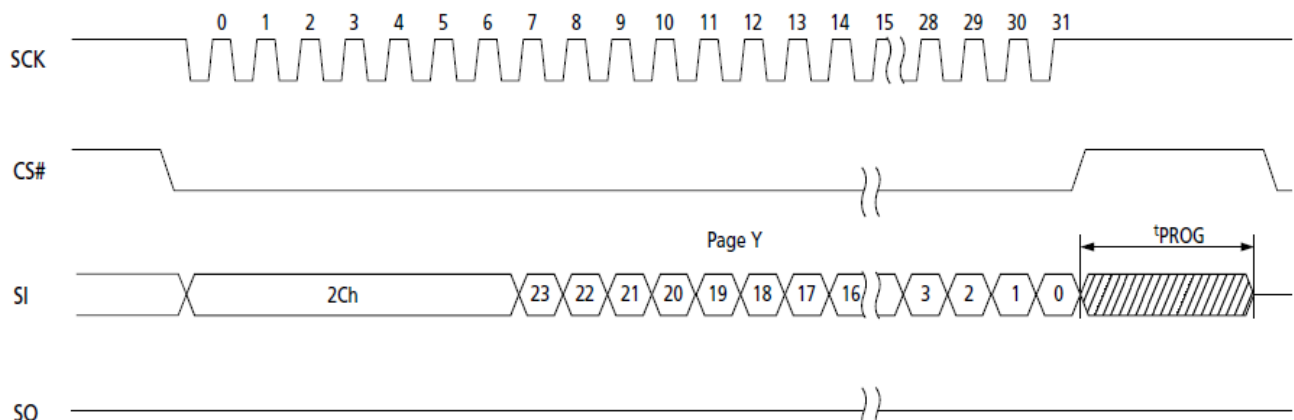 0 1 2 3 4 5 6 7 8 9 10 11 12 13 14 15 28 29 30 31
SCK
CS#
Page Y
tPROG
SI 2Ch 23 22 21 20 19 18 17 16 3 2 1 0
SO